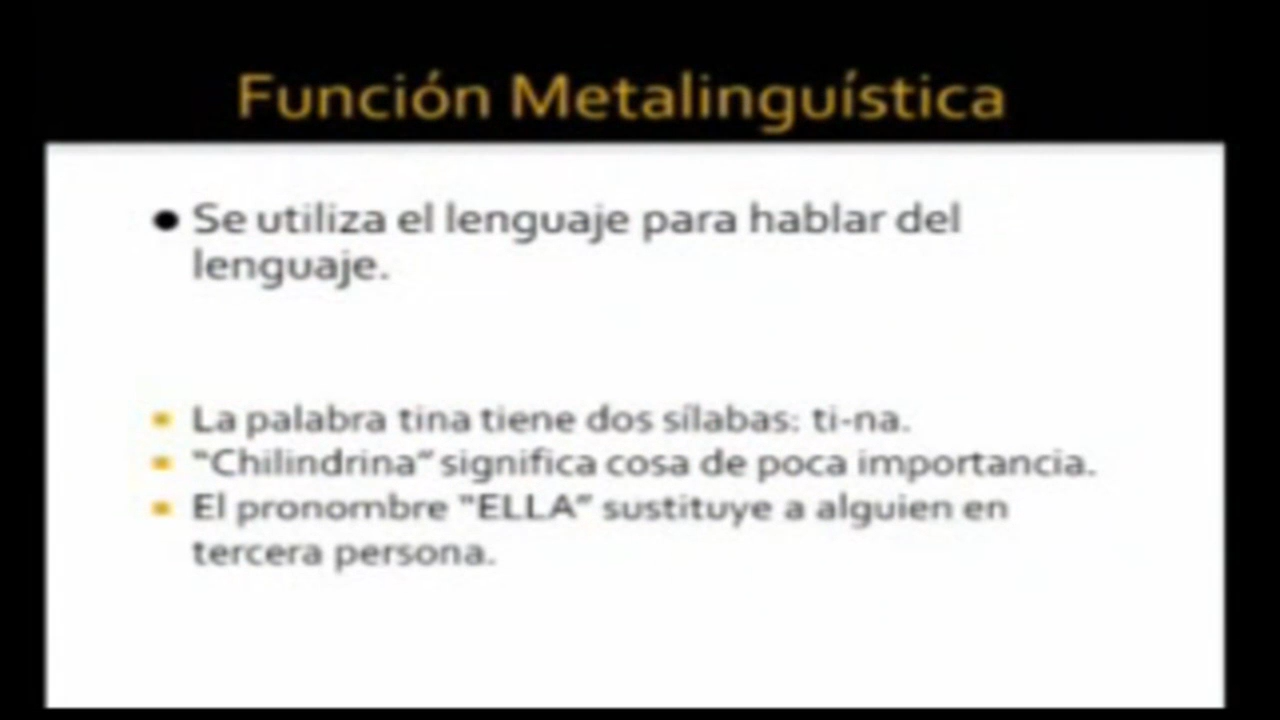 Función Metalinguística
● Se utiliza el lenguaje para hablar del
lenguaje.
▪ La palabra tina tiene dos sílabas: ti-na.
▪ "Chilindrina" significa cosa de poca importancia.
▪ El pronombre "ELLA" sustituye a alguien en
tercera persona.